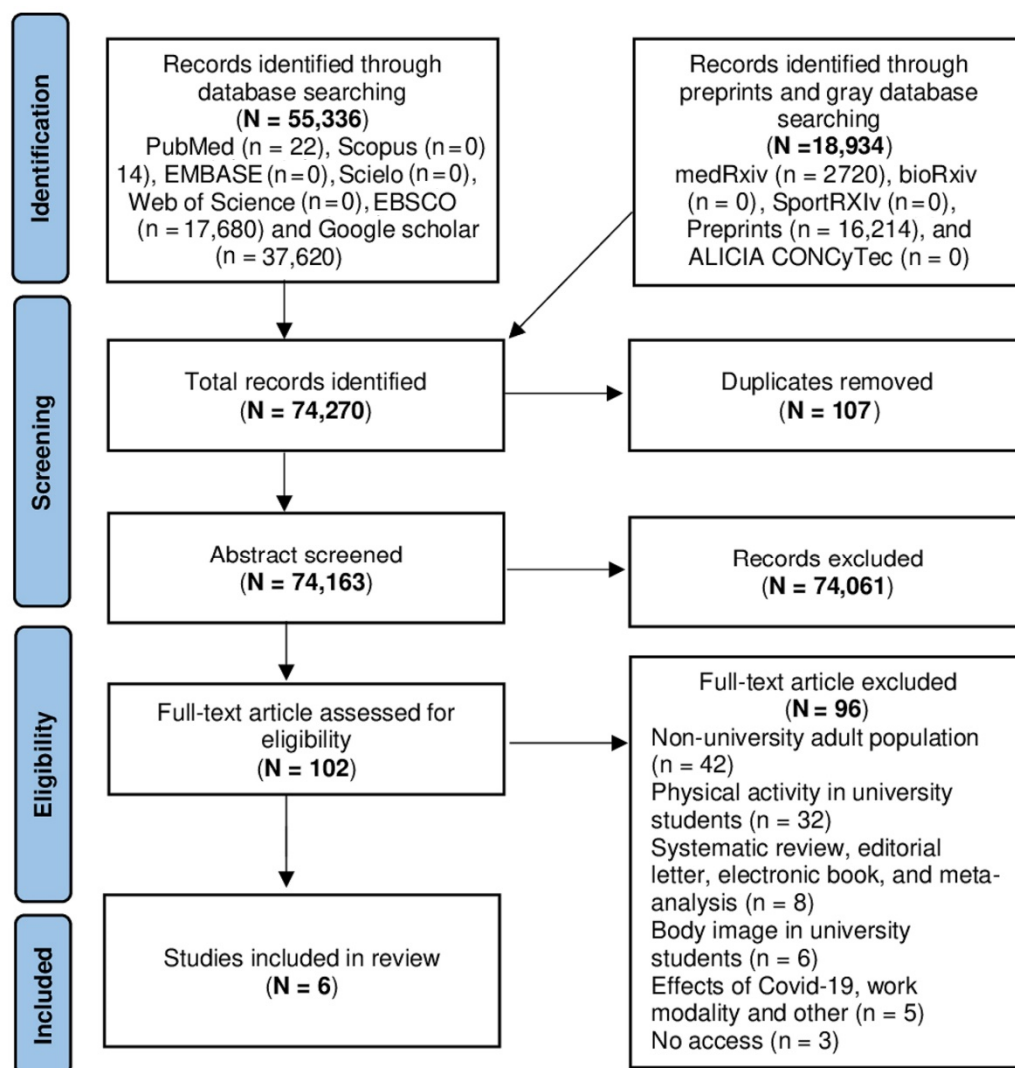 Identification
Records identified through
database searching
(N = 55,336)
PubMed (n = 22), Scopus (n=0)
14), EMBASE (n=0), Scielo (n=0),
Web of Science (n=0), EBSCO
(n = 17,680) and Google scholar
(n = 37,620)
Records identified through
preprints and gray database
searching
(N =18,934)
medRxiv (n = 2720), bioRxiv
(n = 0), SportRXIv (n=0),
Preprints (n = 16,214), and
ALICIA CONCyTec (n = 0)
Screening
Total records identified
(N = 74,270)
Duplicates removed
(N = 107)
Abstract screened
(N = 74,163)
Records excluded
(N = 74,061)
Eligibility
Full-text article assessed for
eligibility
(N = 102)
Full-text article excluded
(N = 96)
Non-university adult population
(n = 42)
Physical activity in university
students (n = 32)
Systematic review, editorial
letter, electronic book, and meta-
analysis (n = 8)
Body image in university
students (n = 6)
Effects of Covid-19, work
modality and other (n = 5)
No access (n = 3)
Included
Studies included in review
(N = 6)